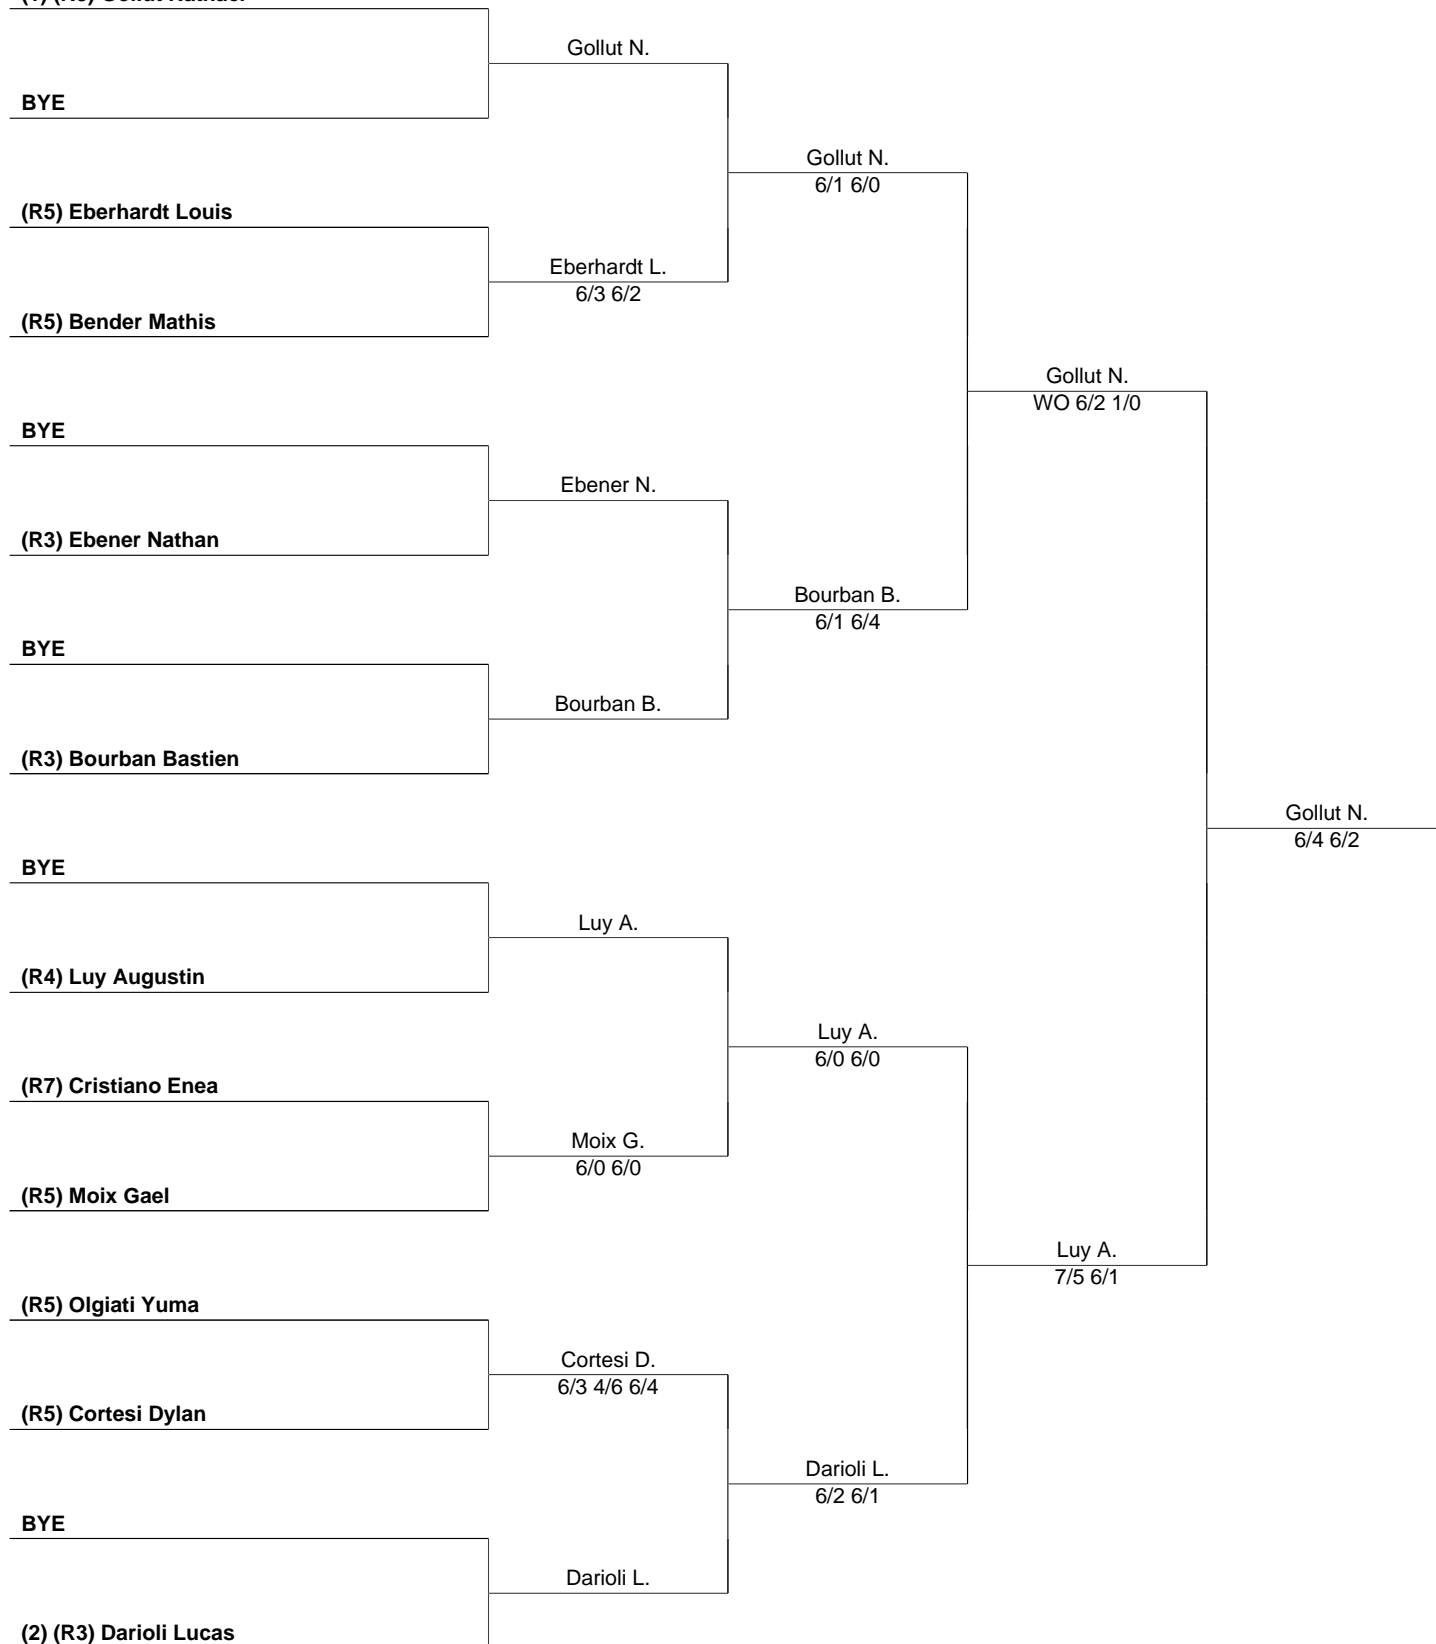 Gollut N.
BYE
Gollut N.
6/1 6/0
(R5) Eberhardt Louis
Eberhardt L.
6/3 6/2
(R5) Bender Mathis
Gollut N.
WO 6/2 1/0
BYE
Ebener N.
(R3) Ebener Nathan
Bourban B.
6/1 6/4
BYE
Bourban B.
(R3) Bourban Bastien
Gollut N.
6/4 6/2
BYE
Luy A.
(R4) Luy Augustin
Luy A.
6/0 6/0
(R7) Cristiano Enea
Moix G.
6/0 6/0
(R5) Moix Gael
Luy A.
7/5 6/1
(R5) Olgiati Yuma
Cortesi D.
6/3 4/6 6/4
(R5) Cortesi Dylan
Darioli L.
6/2 6/1
BYE
Darioli L.
(2) (R3) Darioli Lucas